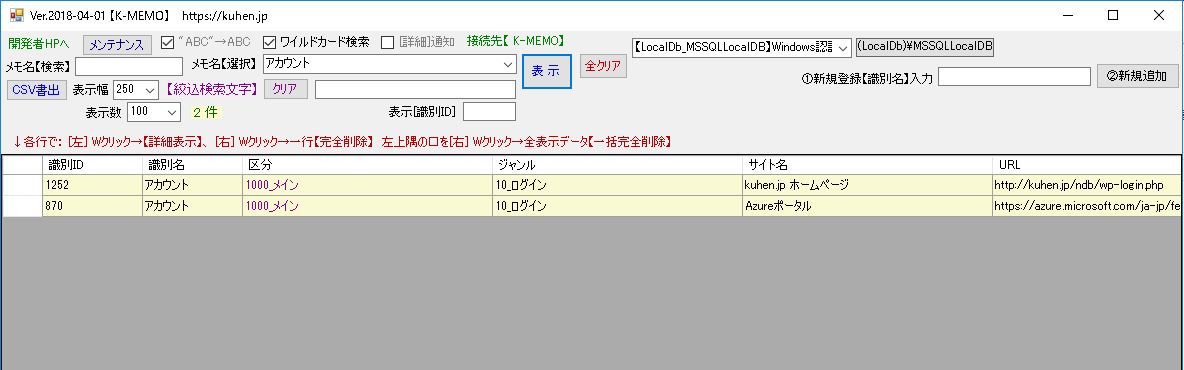 Ver.2018-04-01【K-MEMO】 https://kuhen.jp
開発者HPへ メンテナンス "ABC"→ABC ワイルドカード検索 [詳細]通知 接続先【 K-MEMO】 【LocalDb_MSSQLLocalDB】Windows認証 (LocalDb)¥MSSQLLocalDB
メモ名【検索】 メモ名【選択】 アカウント 表 示 全クリア ①新規登録【識別名】入力 ②新規追加
CSV書出 表示幅 250 【絞込検索文字】 クリア
表示数 100 2 件 表示[識別ID]
↓各行で: [左] Wクリック→【詳細表示】、 [右] Wクリック→一行【完全削除】 左上隅の口を[右] Wクリック→全表示データ【一括完全削除】
識別ID 識別名 区分 ジャンル サイト名 URL
1252 アカウント 1000_メイン 10_ログイン kuhen.jp ホームページ http://kuhen.jp/ndb/wp-login.php
870 アカウント 1000_メイン 10_ログイン Azureポータル https://azure.microsoft.com/ja-jp/fe